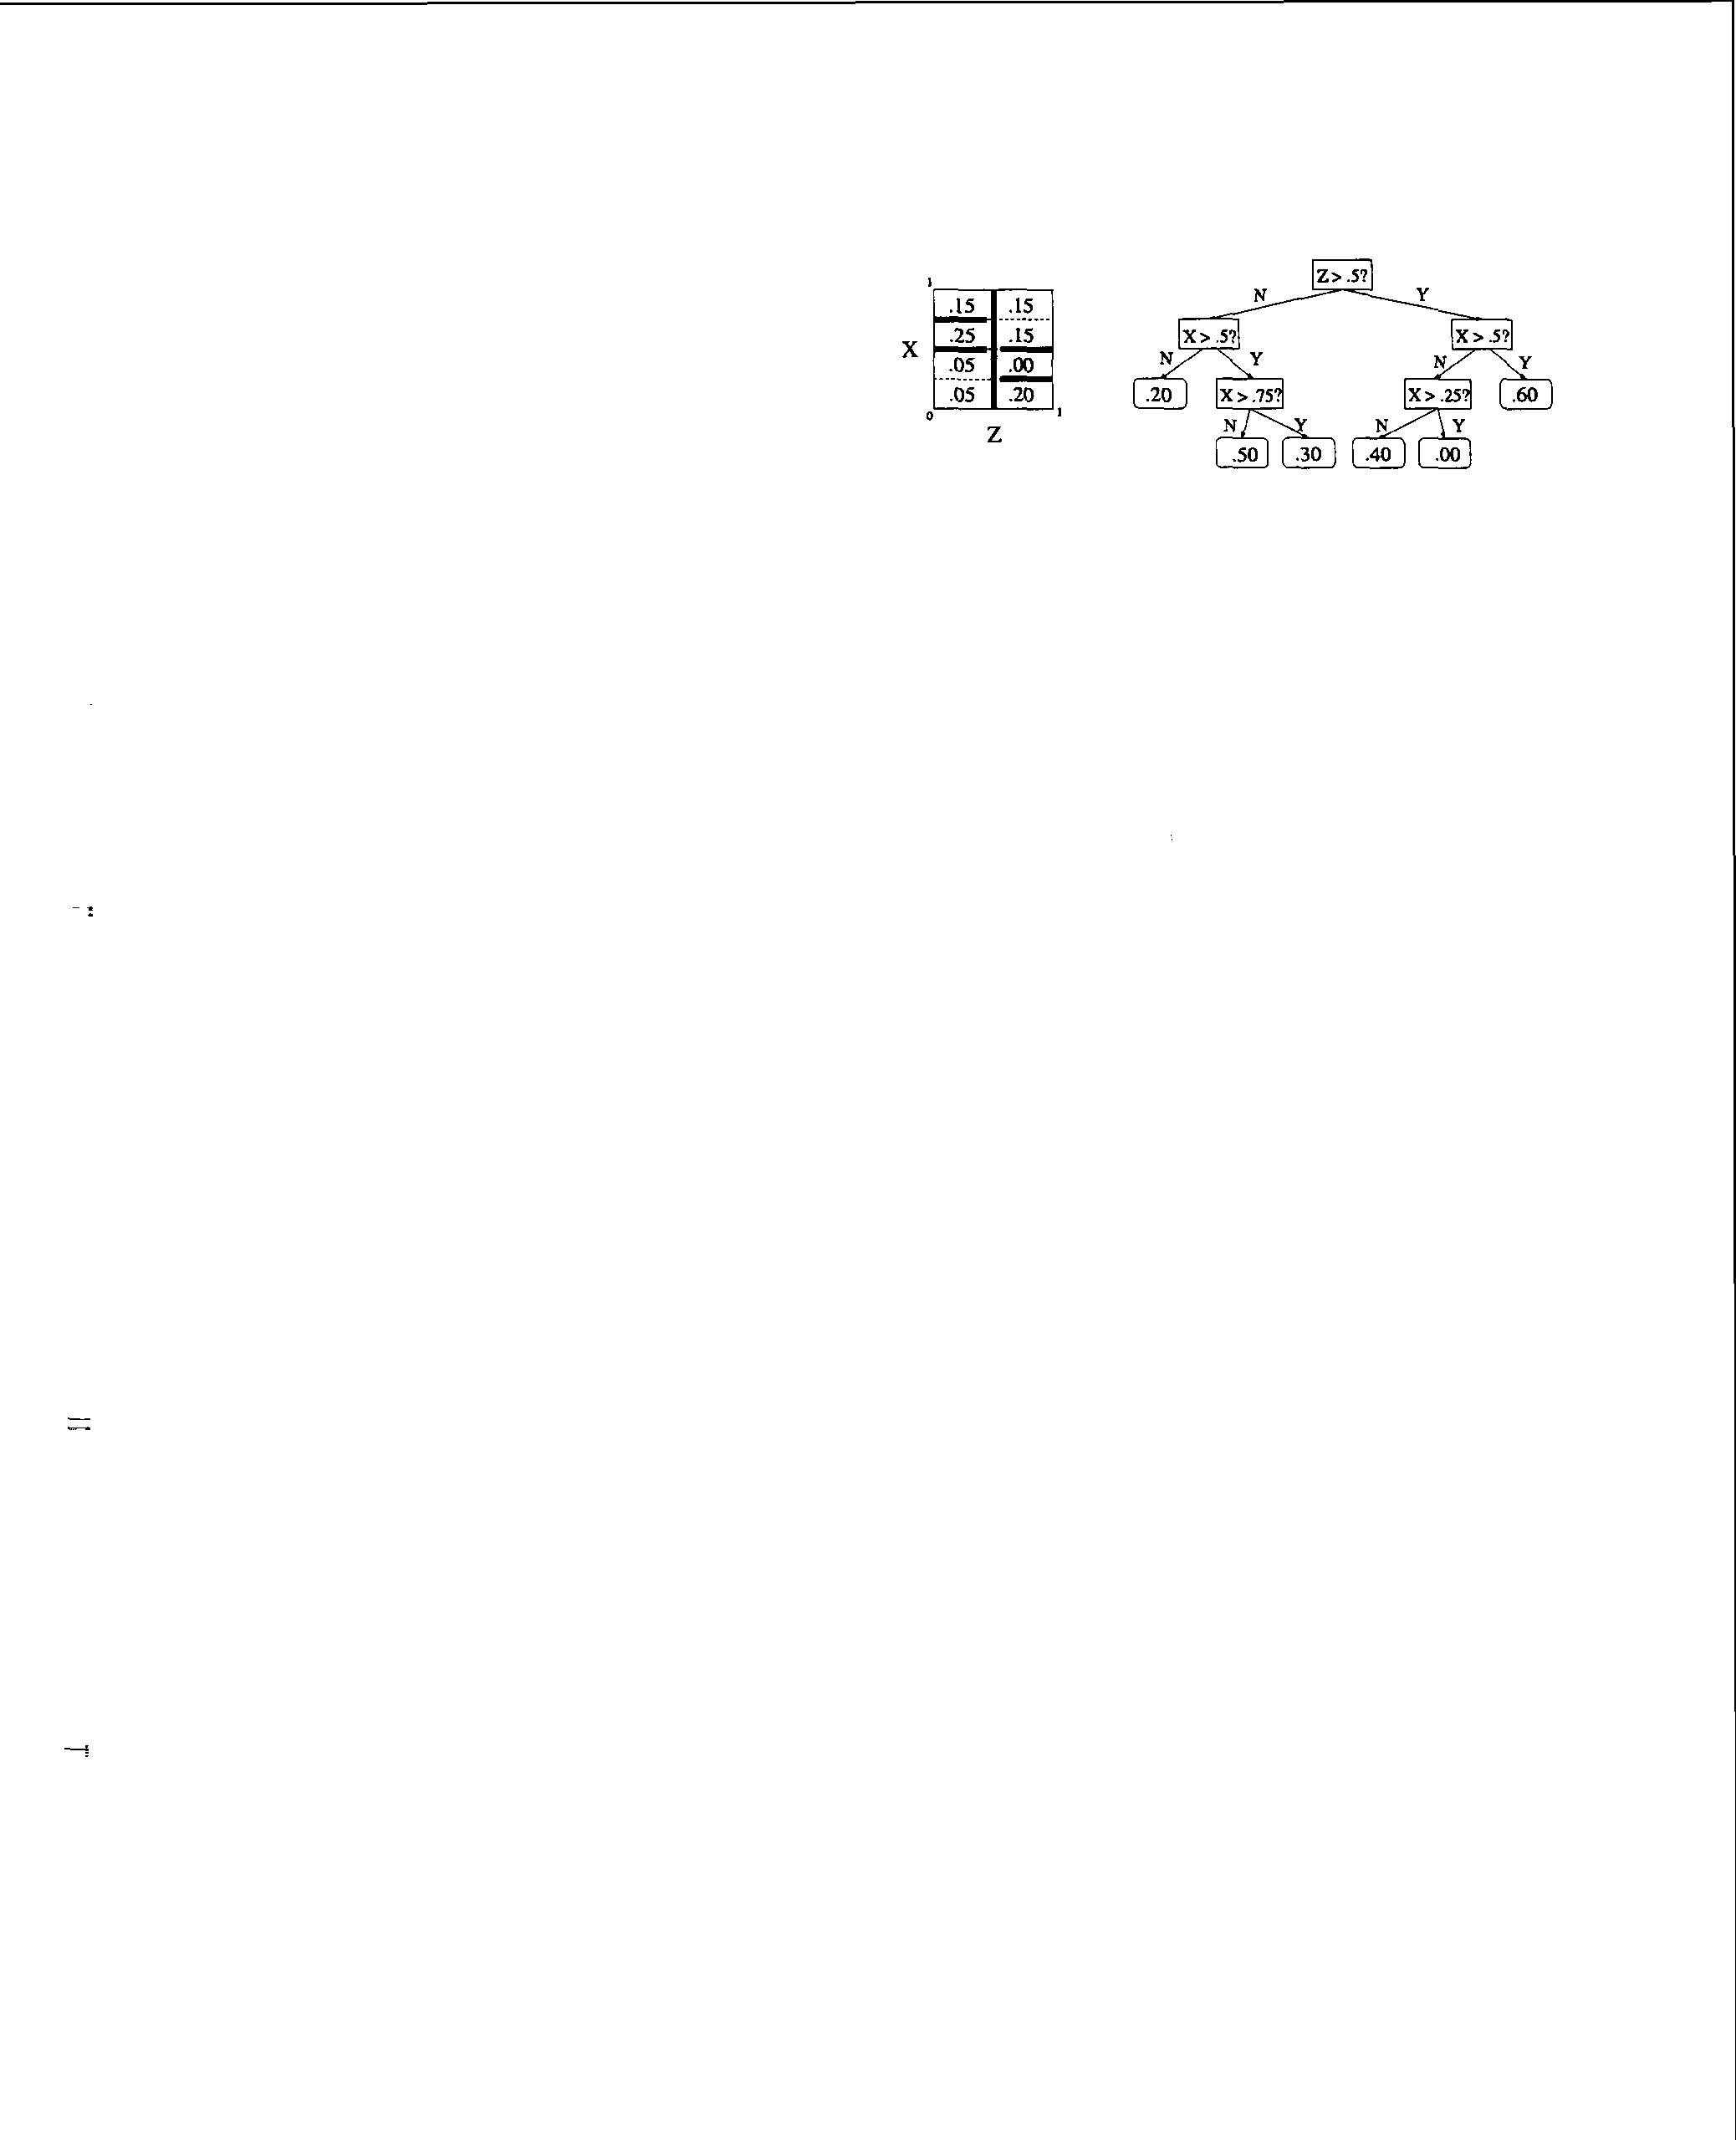 1
.15 .15
.25 .15
X
.05 .00
.05 .20
0 1
Z
Z > .5?
N Y
X > .5? X > .5?
N Y N Y
.20 X > .75? X > .25? .60
N Y N Y
.50 .30 .40 .00